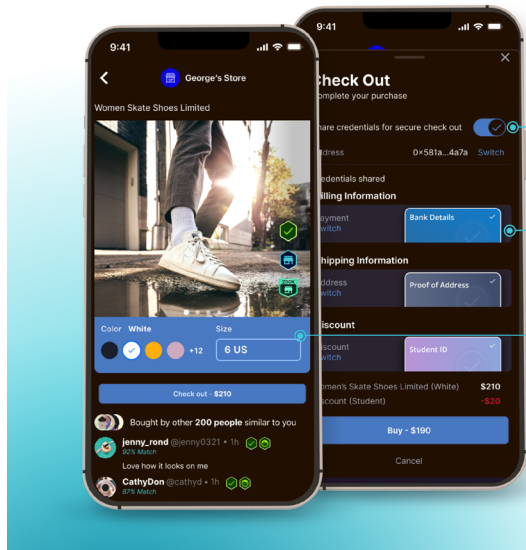 9:41
George's Store
Women Skate Shoes Limited
Color White
Size
+12
6 US
Check out - $210
Bought by other 200 people similar to you
jenny_rond @jenny0321 • 1h
92% Match
Love how it looks on me
CathyDon @cathyd • 1h
87% Match
9:41
heck Out
omplete your purchase
hare credentials for secure check out
ddress 0×581a...4a7a Switch
redentials shared
illing Information
ayment
witch
Bank Details
hipping Information
ddress
witch
Proof of Address
iscount
iscount
witch
Student ID
omen's Skate Shoes Limited (White) $210
iscount (Student) -$20
Buy - $190
Cancel